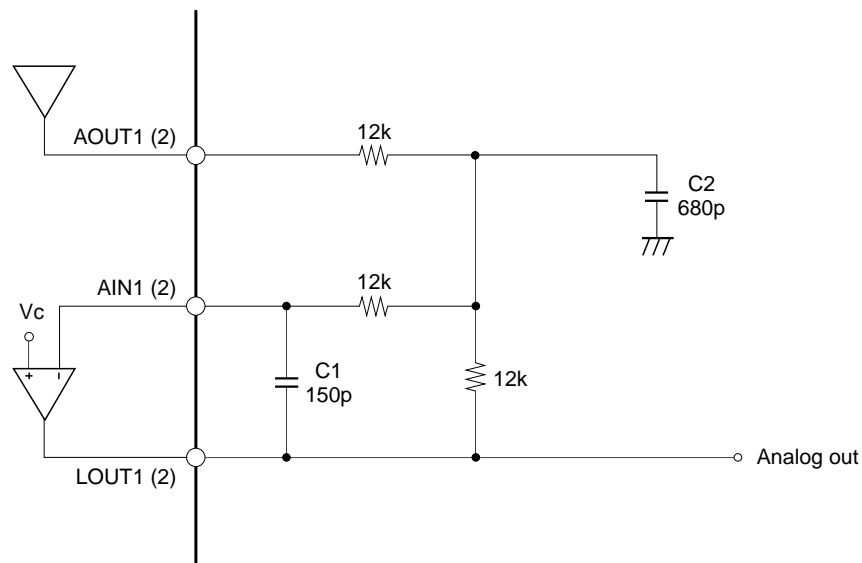 AOUT1 (2)
12k
C2
680p
AIN1 (2)
12k
Vc
+ –
C1
150p
12k
LOUT1 (2)
Analog out